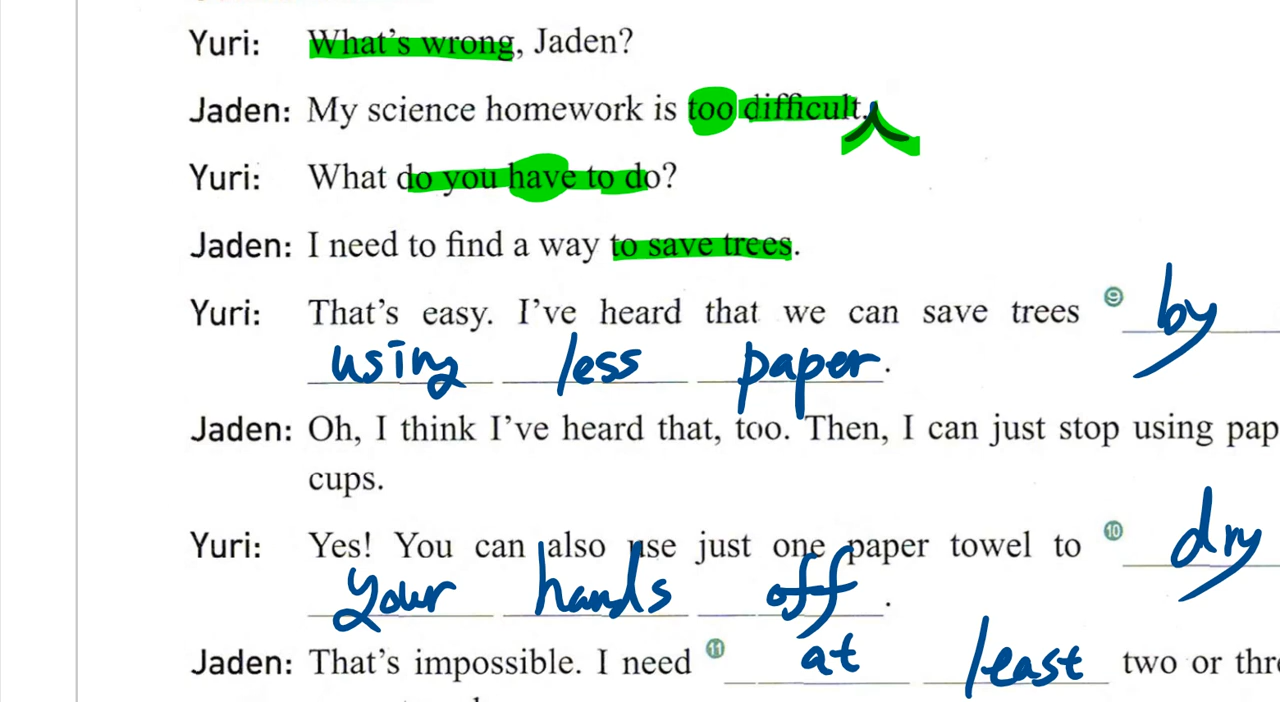 Yuri: What's wrong, Jaden?
Jaden: My science homework is too difficult.
Yuri: What do you have to do?
Jaden: I need to find a way to save trees.
Yuri: That's easy. I've heard that we can save trees ⑨ by
using less paper.
Jaden: Oh, I think I've heard that, too. Then, I can just stop using pap
cups.
Yuri: Yes! You can also use just one paper towel to ⑩ dry
your hands off.
Jaden: That's impossible. I need ⑪ at least two or thre